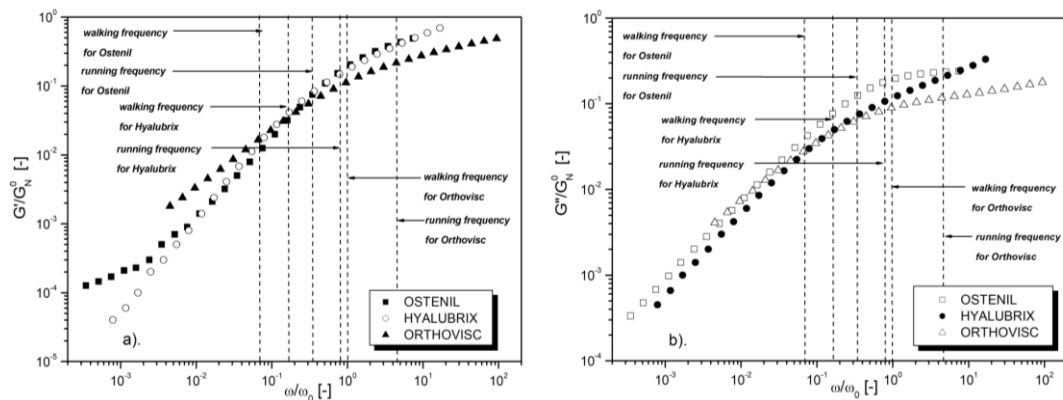 10^0
10^-1
10^-2
10^-3
10^-4
10^-5
G'/G_N^0 [-]
walking frequency
for Ostenil
running frequency
for Ostenil
walking frequency
for Hyalubrix
running frequency
for Hyalubrix
walking frequency
for Orthovisc
running frequency
for Orthovisc
a).
OSTENIL
HYALUBRIX
ORTHOVISC
10^-3
10^-2
10^-1
10^0
10^1
10^2
ω/ω_0 [-]
10^0
10^-1
10^-2
10^-3
10^-4
G''/G_N^0 [-]
walking frequency
for Ostenil
running frequency
for Ostenil
walking frequency
for Hyalubrix
running frequency
for Hyalubrix
walking frequency
for Orthovisc
running frequency
for Orthovisc
b).
OSTENIL
HYALUBRIX
ORTHOVISC
10^-3
10^-2
10^-1
10^0
10^1
10^2
ω/ω_0 [-]